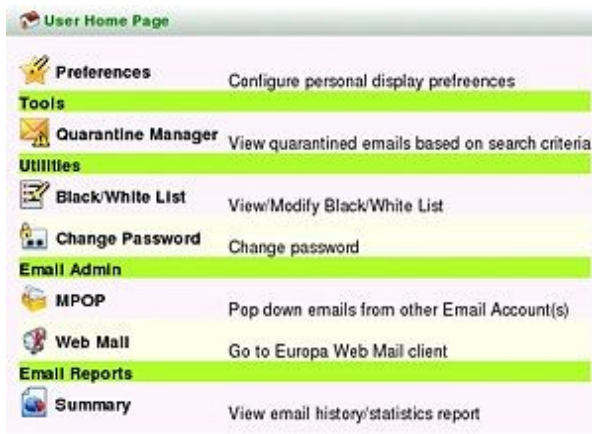 User Home Page
Preferences Configure personal display prefreences
Tools
Quarantine Manager View quarantined emails based on search criteria
Utilities
Black/White List View/Modify Black/White List
Change Password Change password
Email Admin
MPOP Pop down emails from other Email Account(s)
Web Mail Go to Europa Web Mail client
Email Reports
Summary View email history/statistics report